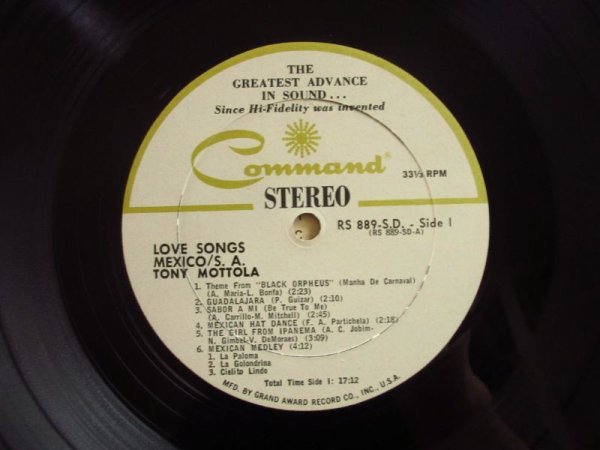 THE
GREATEST ADVANCE
IN SOUND...
Since Hi-Fidelity was invented
Command®
33⅓ RPM
STEREO
RS 889-S.D. - Side I
(RS 889-SD-A)
LOVE SONGS
MEXICO/S. A.
TONY MOTTOLA
1. Theme From "BLACK ORPHEUS" (Manha De Carnaval)
(A. Maria-L. Bonfa) (2:23)
2. GUADALAJARA (P. Guizar) (2:10)
3. SABOR A MI (Be True To Me)
(A. Carrillo-M. Mitchell) (2:45)
4. MEXICAN HAT DANCE (F. A. Partichela) (2:18)
5. THE GIRL FROM IPANEMA (A. C. Jobim-
N. Gimbel-V. DeMoraes) (3:09)
6. MEXICAN MEDLEY (4:12)
1. La Paloma
2. La Golondrina
3. Cielito Lindo
Total Time Side I: 17:12
MFD. BY GRAND AWARD RECORD CO., INC., U.S.A.